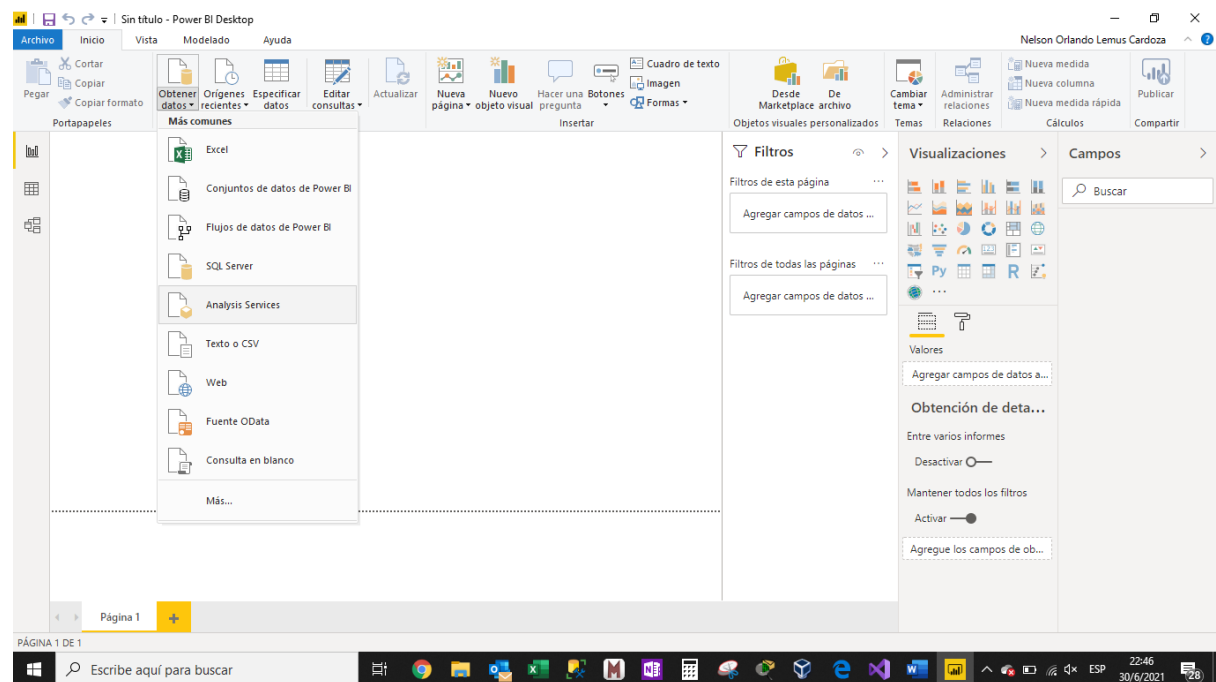 Sin título - Power BI Desktop
Archivo Inicio Vista Modelado Ayuda Nelson Orlando Lemus Cardoza
Pegar
Cortar
Copiar
Copiar formato
Portapapeles
Obtener datos
Orígenes recientes
Especificar datos
Editar consultas
Actualizar
Nueva página
Nuevo objeto visual
Hacer una pregunta
Botones
Cuadro de texto
Imagen
Formas
Insertar
Desde Marketplace
De archivo
Objetos visuales personalizados
Cambiar tema
Temas
Administrar relaciones
Relaciones
Nueva medida
Nueva columna
Nueva medida rápida
Cálculos
Publicar
Compartir
Más comunes
Excel
Conjuntos de datos de Power BI
Flujos de datos de Power BI
SQL Server
Analysis Services
Texto o CSV
Web
Fuente OData
Consulta en blanco
Más...
Filtros
Filtros de esta página ...
Agregar campos de datos ...
Filtros de todas las páginas ...
Agregar campos de datos ...
Visualizaciones
Py
R
...
Valores
Agregar campos de datos a...
Obtención de deta...
Entre varios informes
Desactivar
Mantener todos los filtros
Activar
Agregue los campos de ob...
Campos
Buscar
Página 1
PÁGINA 1 DE 1
Escribe aquí para buscar
ESP
22:46
30/6/2021
28